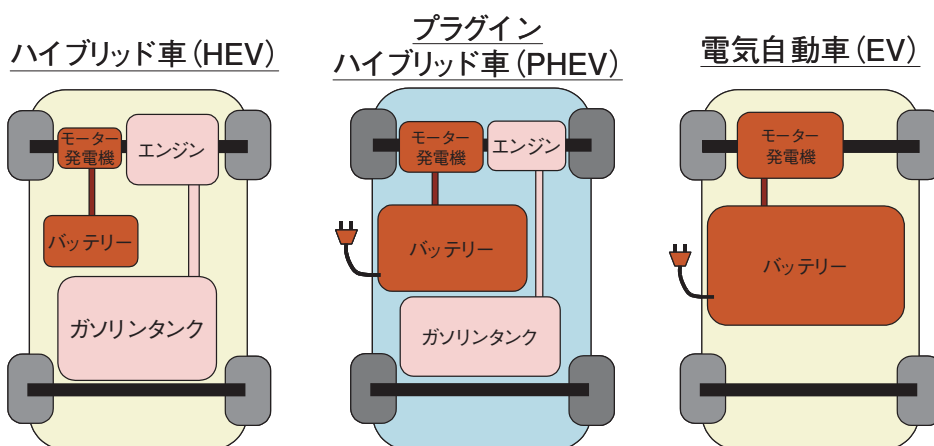 ハイブリッド車(HEV)
モーター
発電機
エンジン
バッテリー
ガソリンタンク
プラグイン
ハイブリッド車(PHEV)
モーター
発電機
エンジン
バッテリー
ガソリンタンク
電気自動車(EV)
モーター
発電機
バッテリー